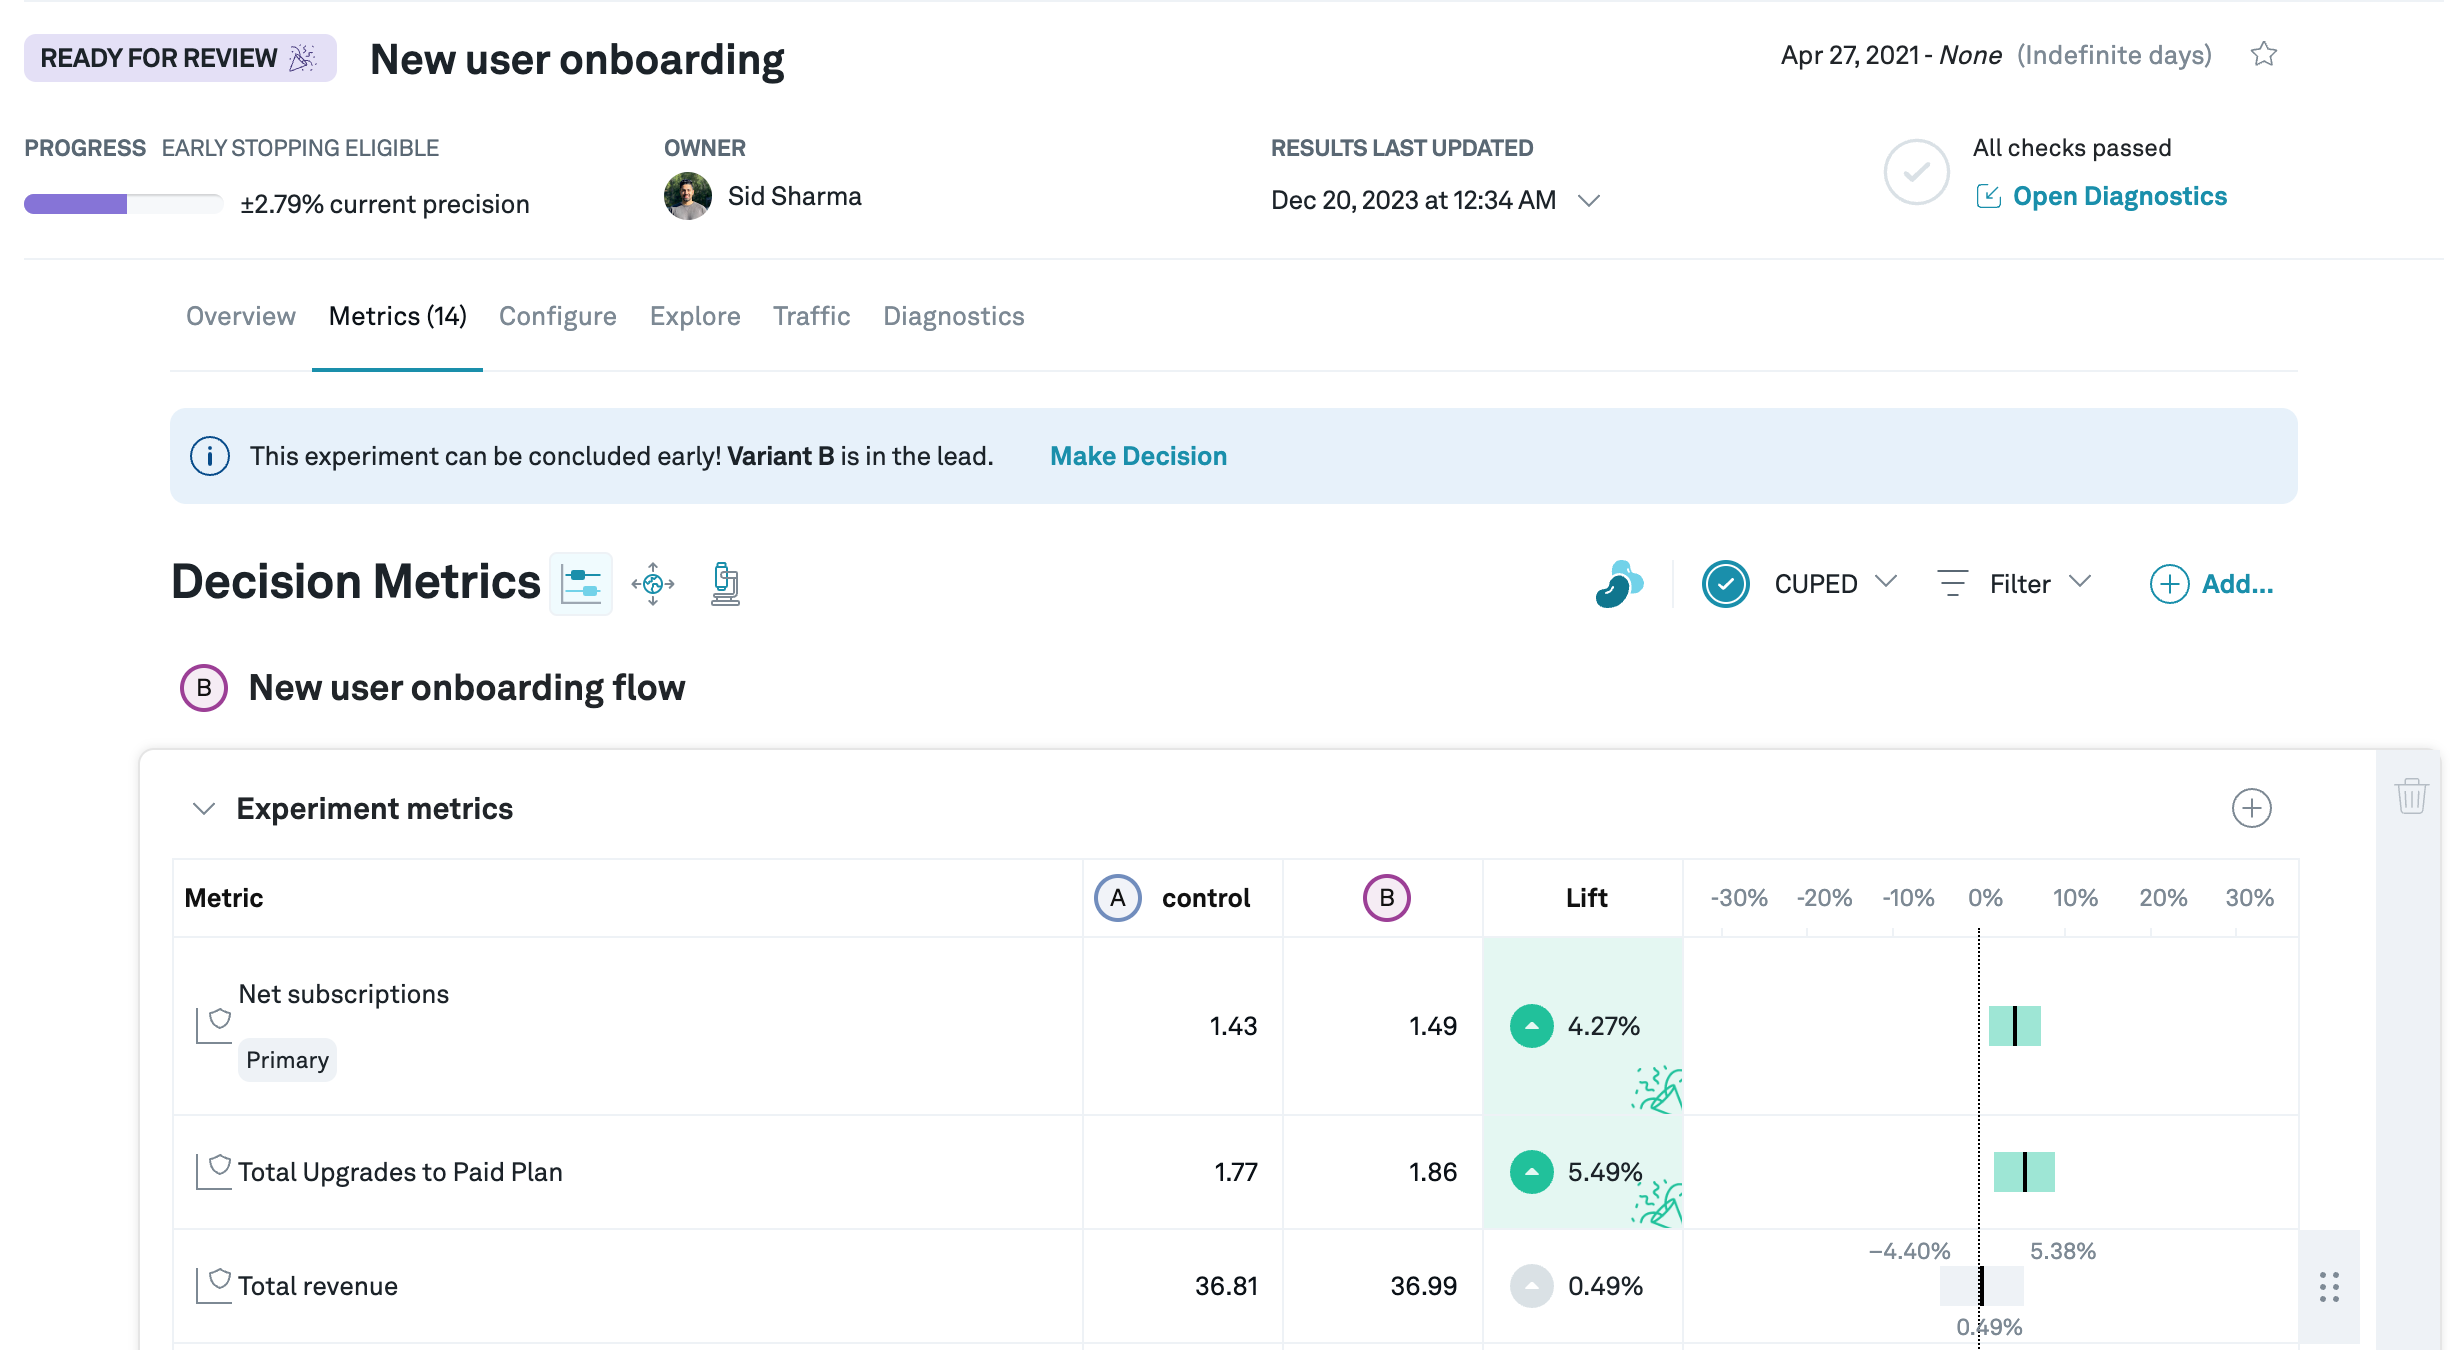 READY FOR REVIEW New user onboarding Apr 27, 2021 - None (Indefinite days)
PROGRESS EARLY STOPPING ELIGIBLE OWNER RESULTS LAST UPDATED All checks passed
±2.79% current precision Sid Sharma Dec 20, 2023 at 12:34 AM Open Diagnostics
Overview Metrics (14) Configure Explore Traffic Diagnostics
This experiment can be concluded early! Variant B is in the lead. Make Decision
Decision Metrics CUPED Filter Add...
B New user onboarding flow
Experiment metrics
Metric A control B Lift -30% -20% -10% 0% 10% 20% 30%
Net subscriptions
1.43 1.49 4.27%
Primary
Total Upgrades to Paid Plan 1.77 1.86 5.49%
−4.40% 5.38%
Total revenue 36.81 36.99 0.49%
0.49%